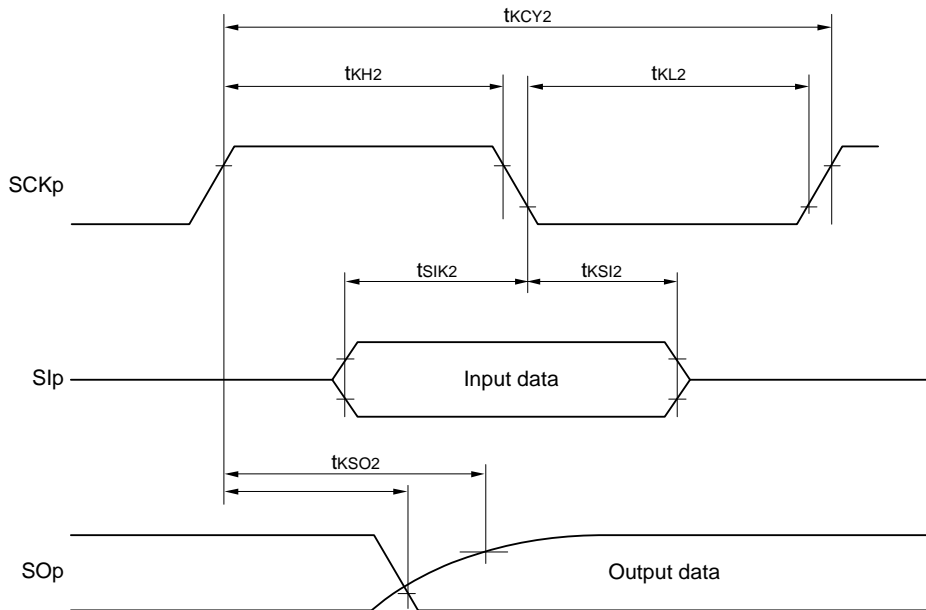 tKCY2
tKH2 tKL2
SCKp
tSIK2 tKSI2
SIp Input data
tKSO2
SOp Output data